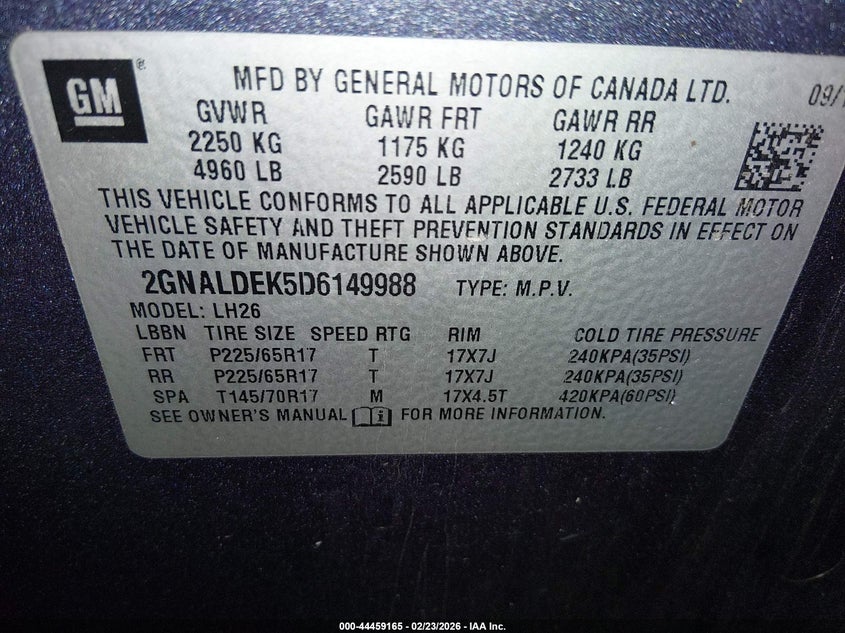 GM ®
MFD BY GENERAL MOTORS OF CANADA LTD.
09/1
GVWR GAWR FRT GAWR RR
2250 KG 1175 KG 1240 KG
4960 LB 2590 LB 2733 LB
THIS VEHICLE CONFORMS TO ALL APPLICABLE U.S. FEDERAL MOTOR
VEHICLE SAFETY AND THEFT PREVENTION STANDARDS IN EFFECT ON
THE DATE OF MANUFACTURE SHOWN ABOVE.
2GNALDEK5D6149988 TYPE: M.P.V.
MODEL: LH26
LBBN TIRE SIZE SPEED RTG RIM COLD TIRE PRESSURE
FRT P225/65R17 T 17X7J 240KPA(35PSI)
RR P225/65R17 T 17X7J 240KPA(35PSI)
SPA T145/70R17 M 17X4.5T 420KPA(60PSI)
SEE OWNER'S MANUAL i FOR MORE INFORMATION.
000-44459165 - 02/23/2026 - IAA Inc.